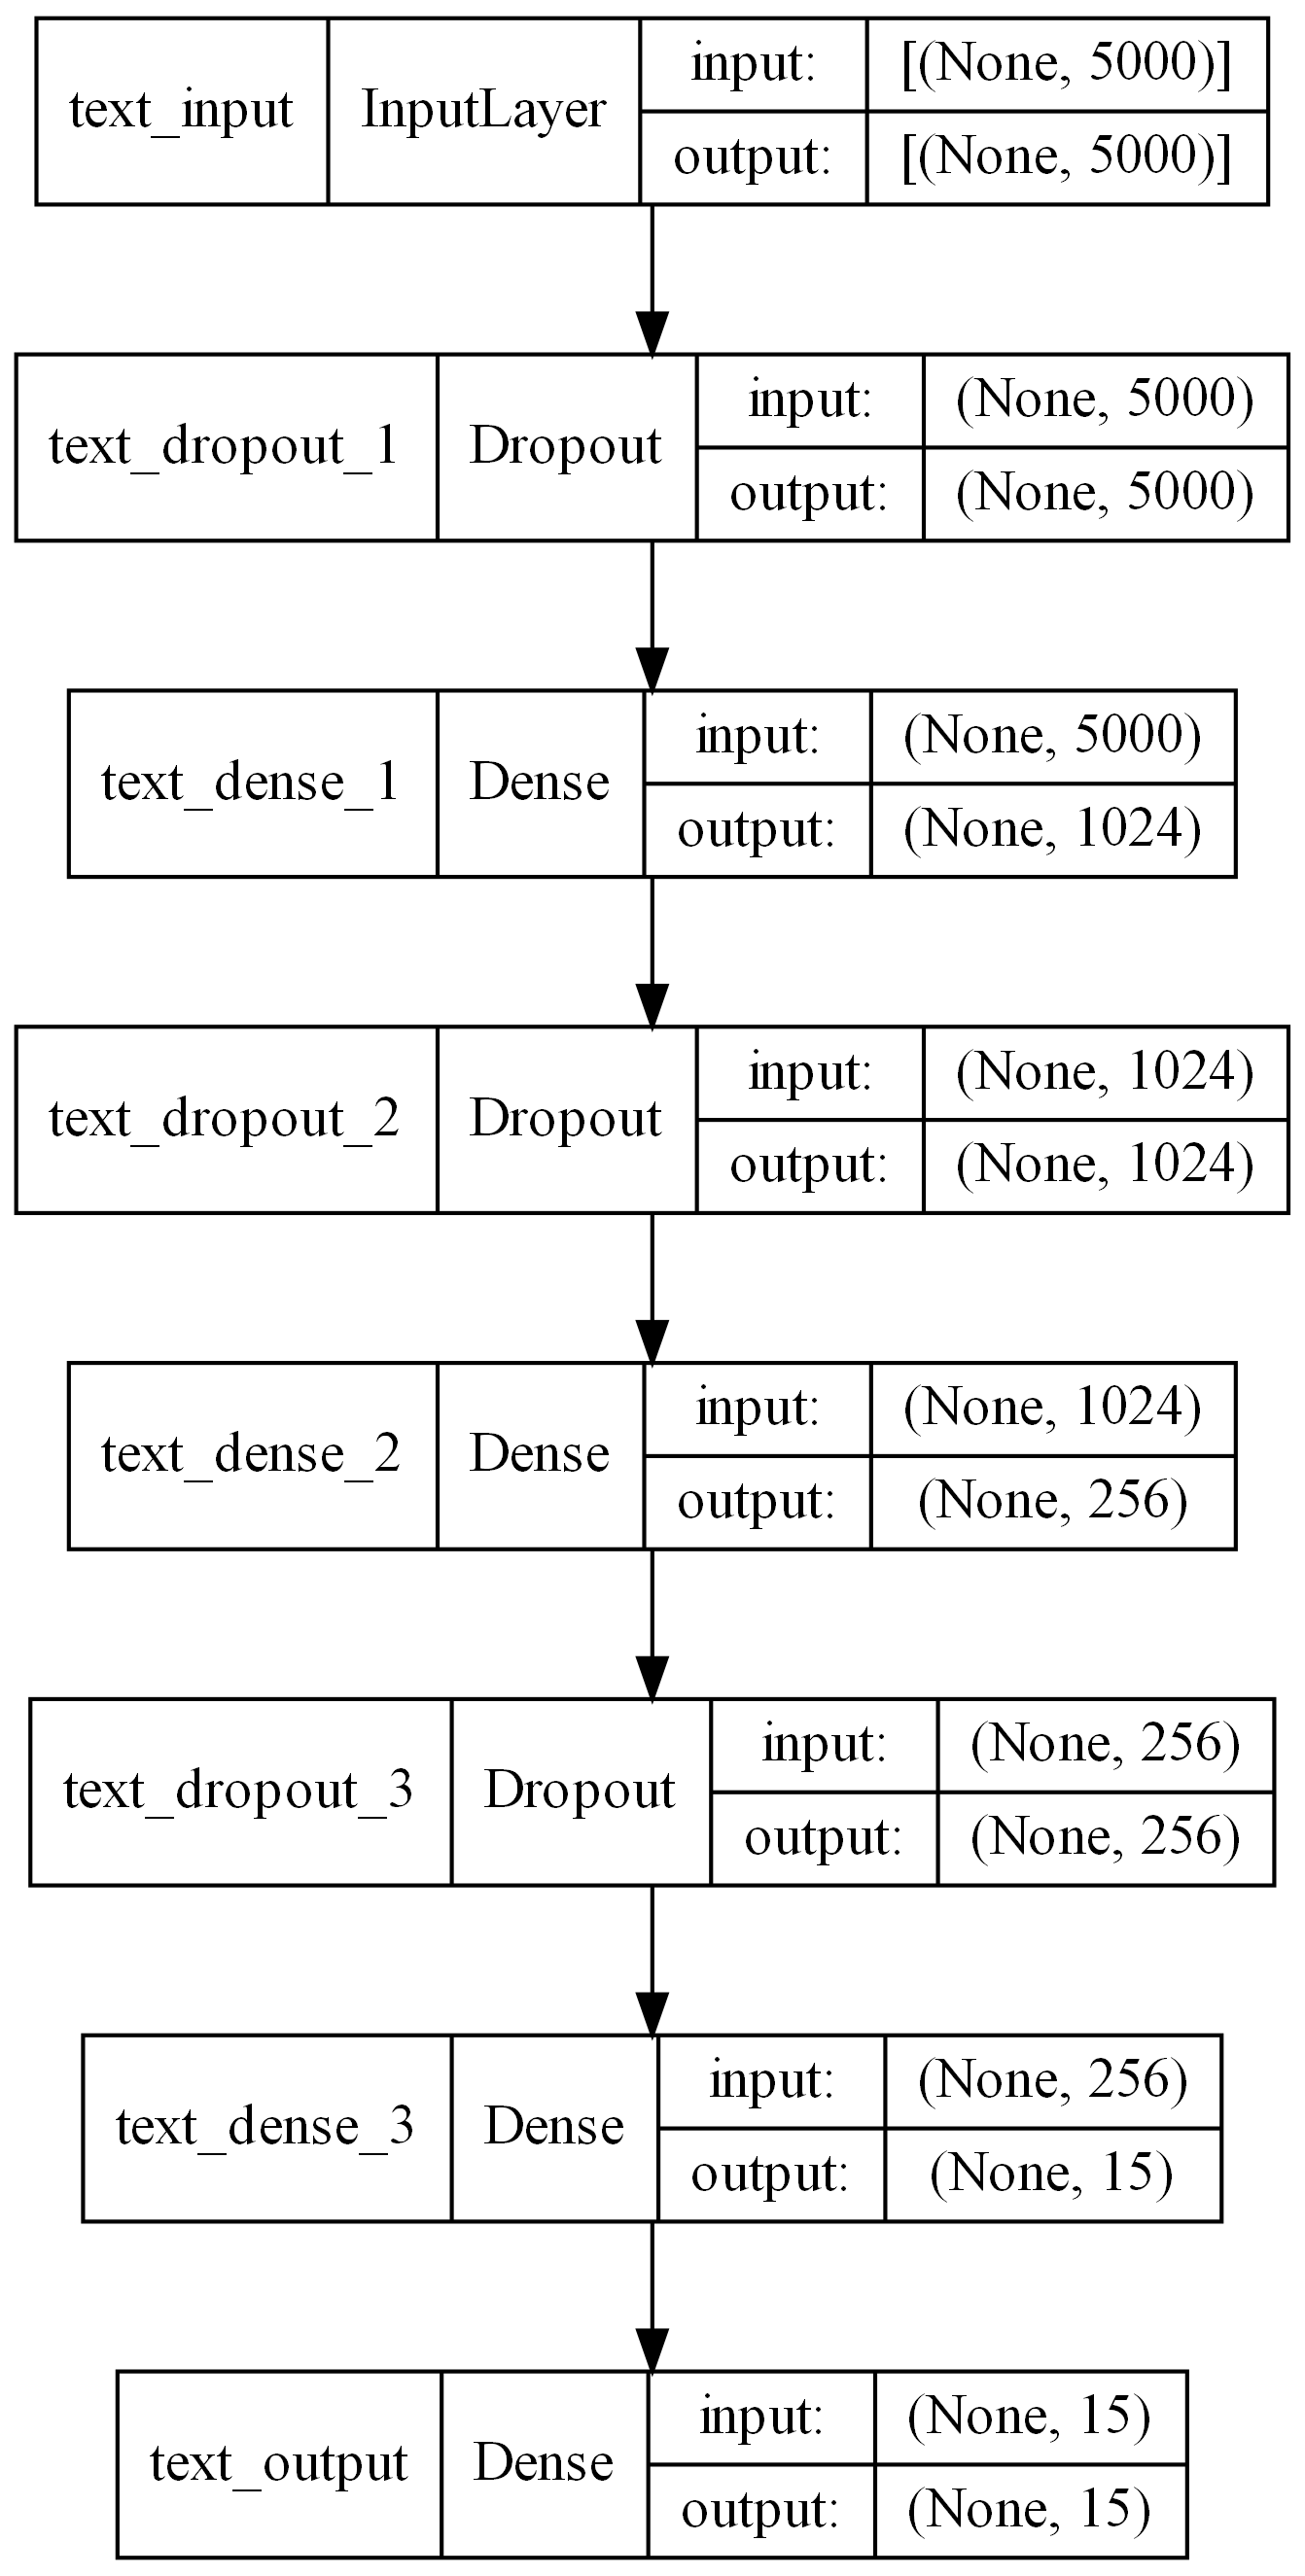 text_input InputLayer input: [(None, 5000)]
output: [(None, 5000)]
text_dropout_1 Dropout input: (None, 5000)
output: (None, 5000)
text_dense_1 Dense input: (None, 5000)
output: (None, 1024)
text_dropout_2 Dropout input: (None, 1024)
output: (None, 1024)
text_dense_2 Dense input: (None, 1024)
output: (None, 256)
text_dropout_3 Dropout input: (None, 256)
output: (None, 256)
text_dense_3 Dense input: (None, 256)
output: (None, 15)
text_output Dense input: (None, 15)
output: (None, 15)